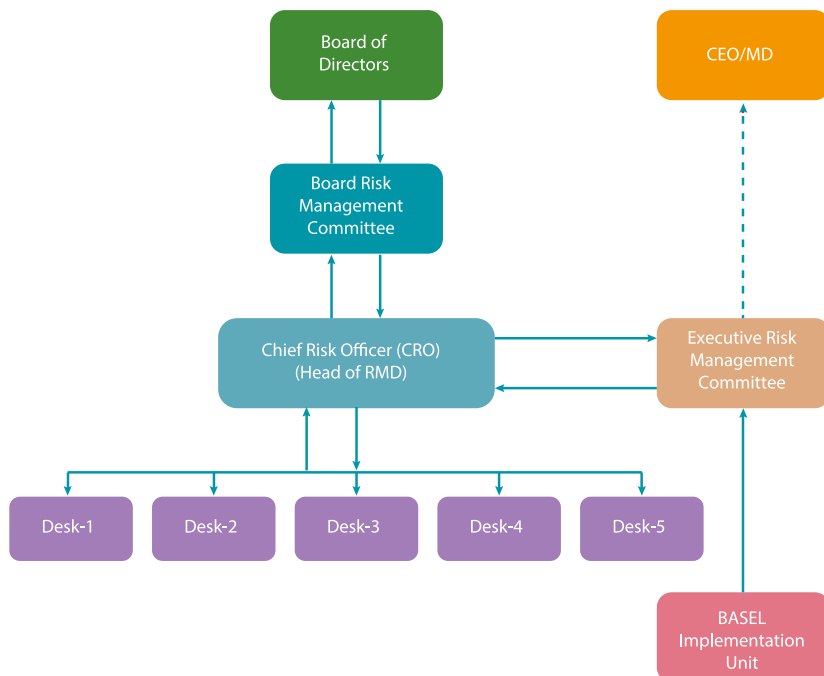 Board of
Directors
CEO/MD
Board Risk
Management
Committee
Chief Risk Officer (CRO)
(Head of RMD)
Executive Risk
Management
Committee
Desk-1
Desk-2
Desk-3
Desk-4
Desk-5
BASEL
Implementation
Unit